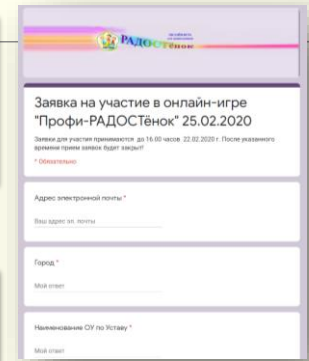 РАДОСТёнок
Заявка на участие в онлайн-игре
"Профи-РАДОСТёнок" 25.02.2020
Заявки для участия принимаются до 16.00 часов 22.02.2020 г. После указанного
времени прием заявок будет закрыт!
* Обязательно
Адрес электронной почты *
Ваш адрес эл. почты
Город *
Мой ответ
Наименование ОУ по Уставу *
Мой ответ